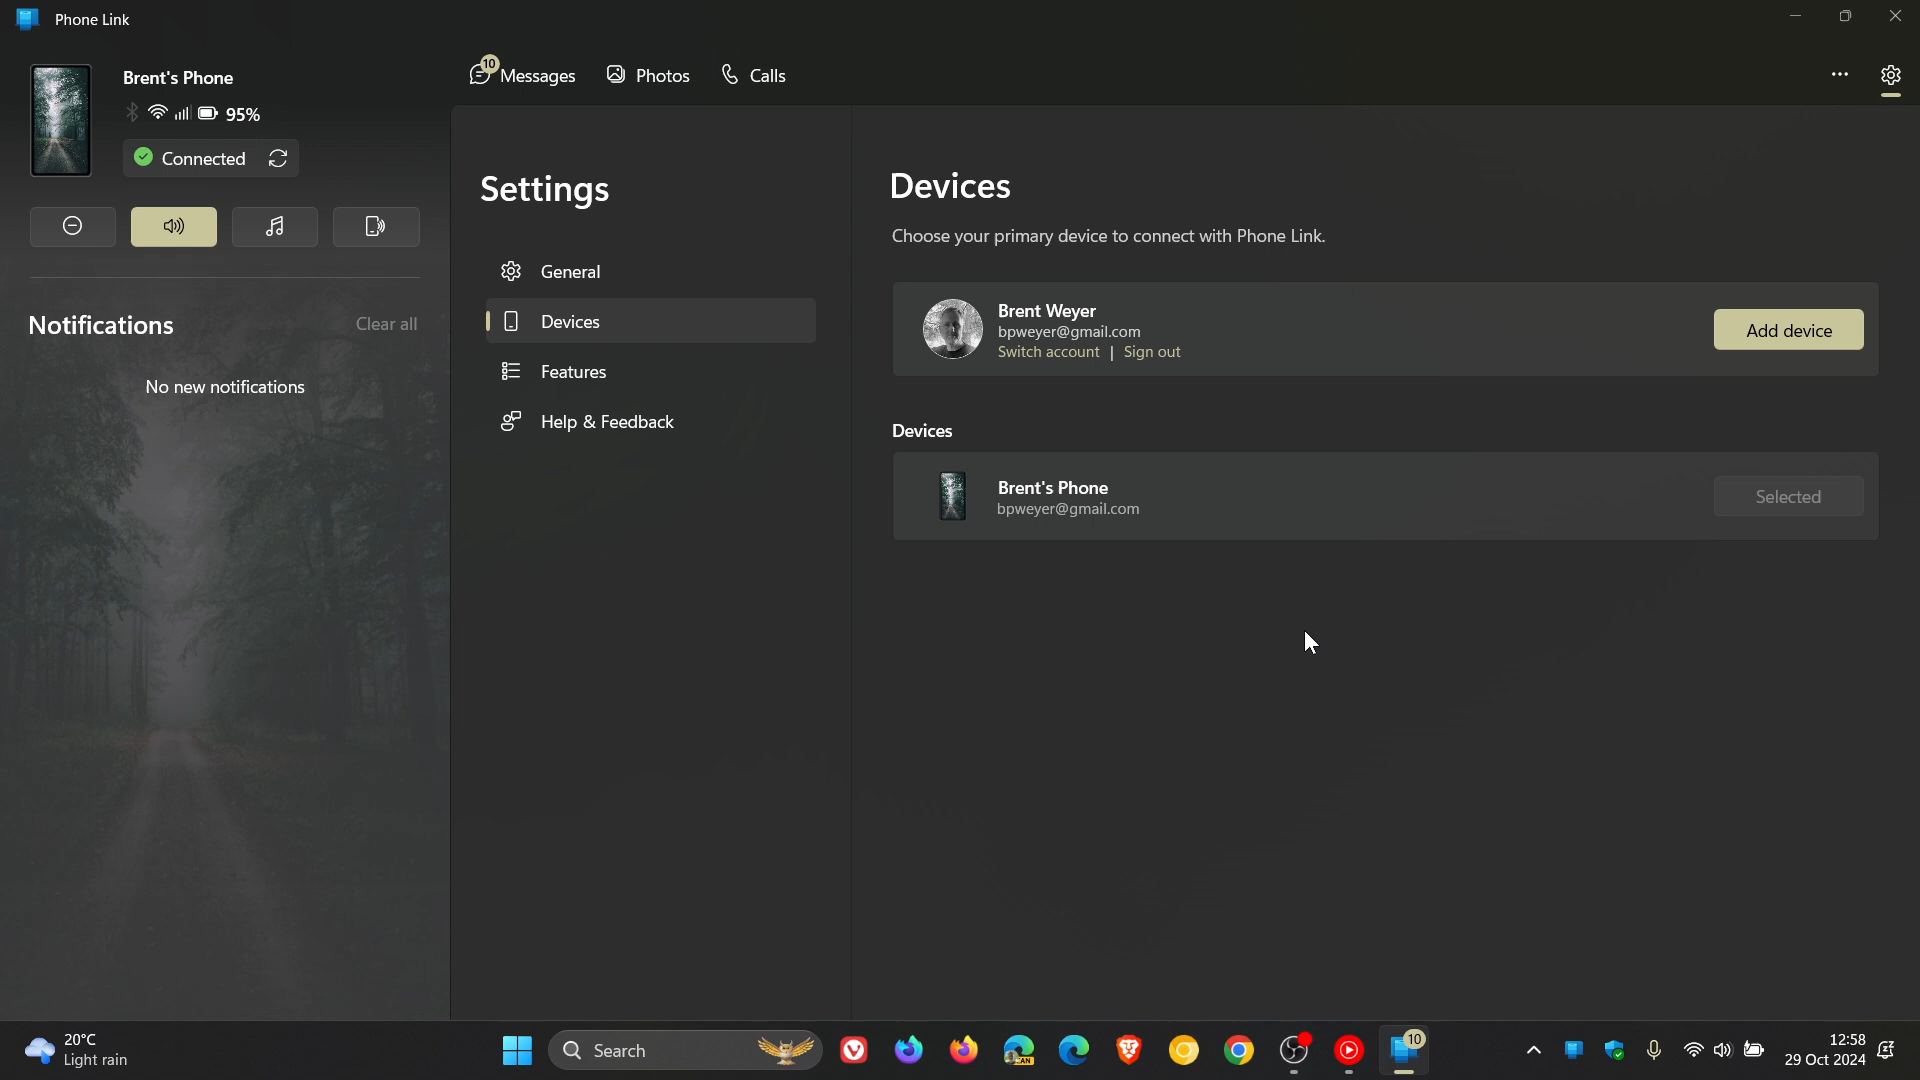 Phone Link
Brent's Phone
95%
Connected
Notifications
Clear all
No new notifications
10
Messages
Photos
Calls
Settings
General
Devices
Features
Help & Feedback
Devices
Choose your primary device to connect with Phone Link.
Brent Weyer
bpweyer@gmail.com
Switch account | Sign out
Add device
Devices
Brent's Phone
bpweyer@gmail.com
Selected
20°C
Light rain
Search
CAN
10
12:58
29 Oct 2024